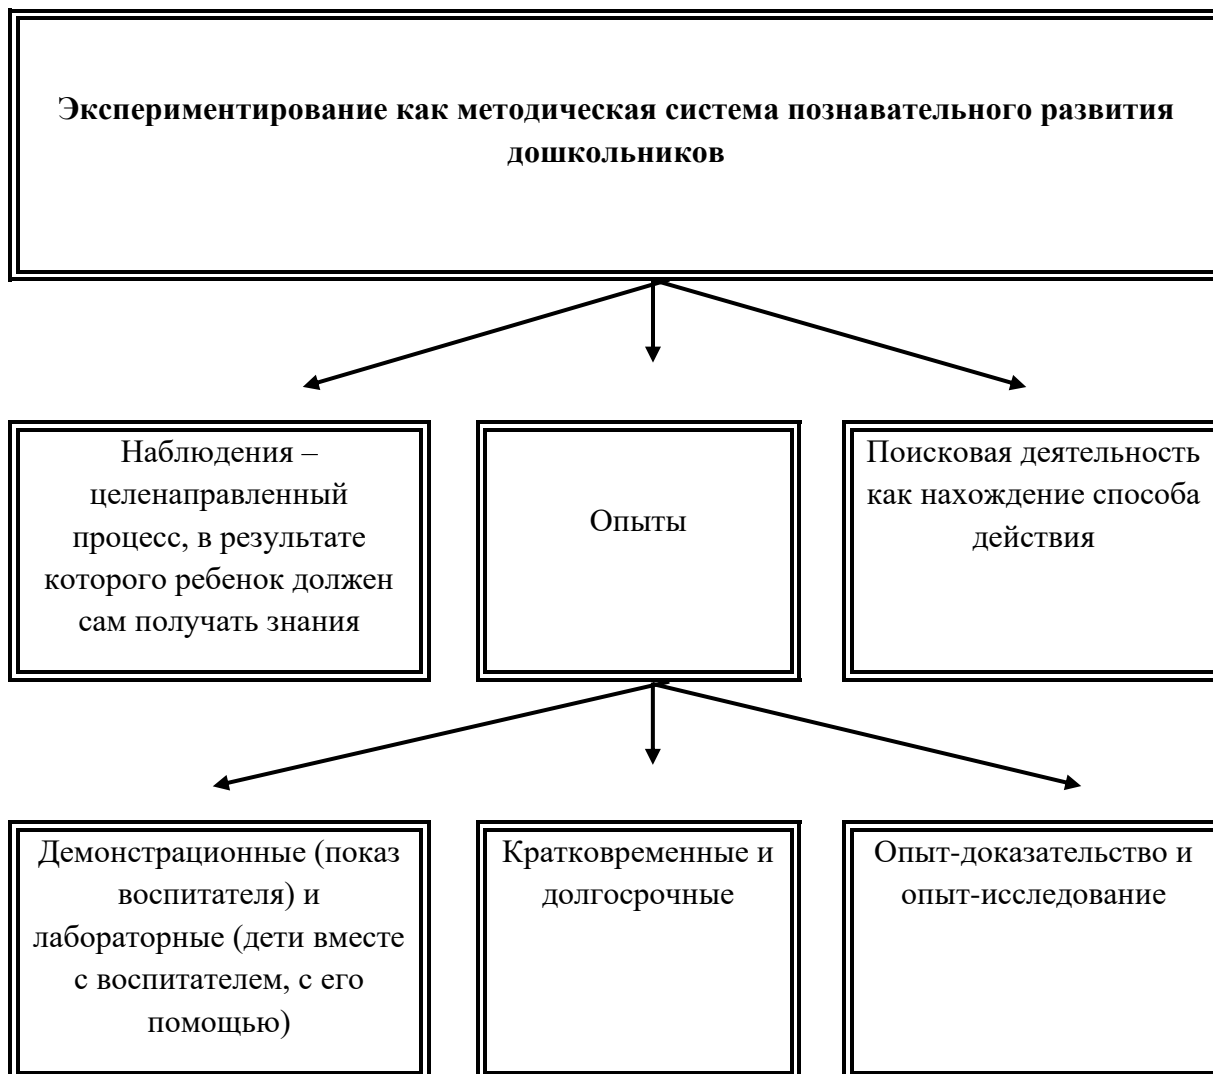 Экспериментирование как методическая система познавательного развития
дошкольников
Наблюдения –
целенаправленный
процесс, в результате
которого ребенок должен
сам получать знания
Опыты
Поисковая деятельность
как нахождение способа
действия
Демонстрационные (показ
воспитателя) и
лабораторные (дети вместе
с воспитателем, с его
помощью)
Кратковременные и
долгосрочные
Опыт-доказательство и
опыт-исследование